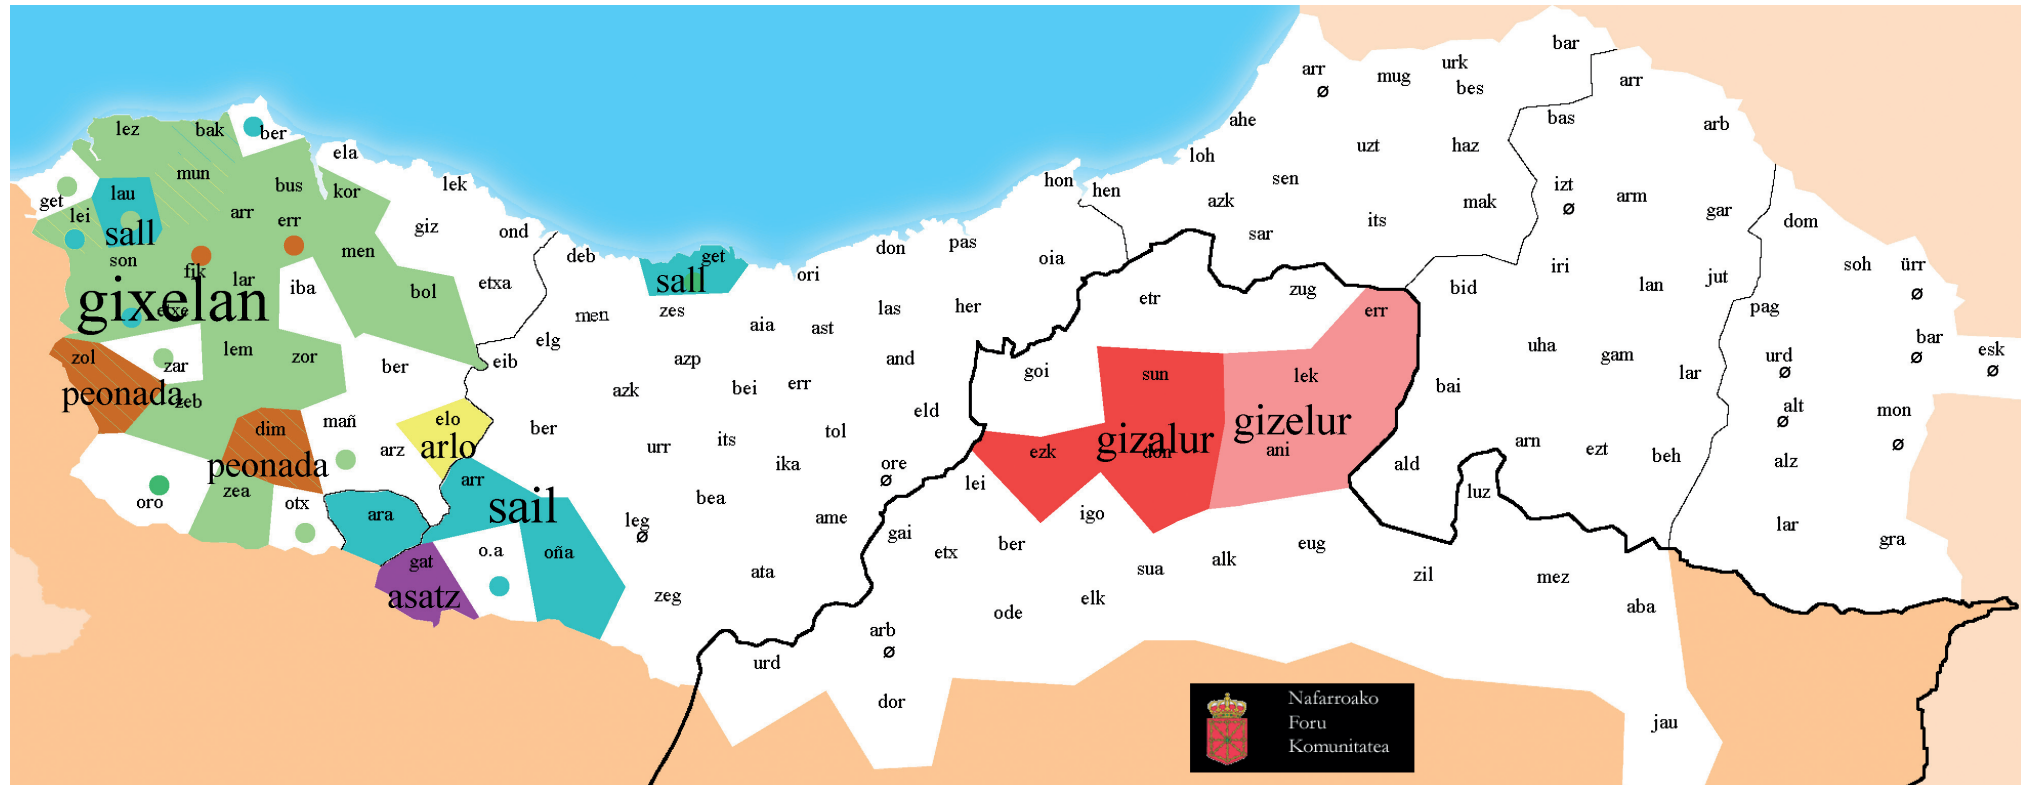 bar
urk
arr
mug
arr
bes
lez
bak
ber
ahe
bas
arb
ela
uzt
haz
loh
mun
sen
hon
hen
lek
bus
kor
izt
lau
get
azk
mak
arm
lei
arr
err
its
gar
dom
sall
giz
ond
sar
son
men
deb
get
don
pas
oia
fik
lar
iba
bol
etxa
sall
ori
etr
zug
bid
iri
lan
jut
soh
ürr
gixelan
etxe
men
zes
las
her
err
pag
aia
ast
elg
lem
zor
zol
zar
ber
eib
azp
and
goi
sun
lek
uha
gam
urd
bar
esk
azk
bei
err
bai
lar
peonada
zeb
elo
eld
gizalur
gizelur
alt
mon
dim
mañ
arlo
ber
urr
its
tol
arn
ezt
beh
peonada
arz
ika
ore
ezk
don
ani
ald
alz
oro
zea
otx
arr
sail
bea
lei
luz
ara
leg
ame
gai
igo
lar
gat
o.a
oña
etx
ber
eug
gra
asatz
zeg
ata
sua
alk
zil
mez
ode
elk
aba
arb
urd
dor
jau
Nafarroako
Foru
Komunitatea